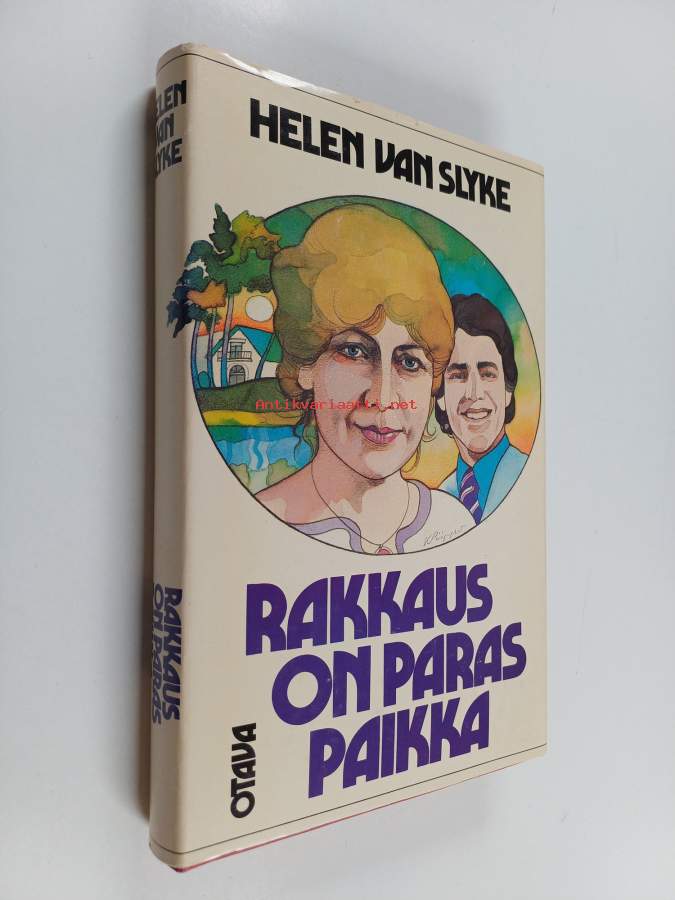 HELEN VAN SLYKE
RAKKAUS
ON PARAS
PAIKKA
OTAVA
HELEN
VAN
SLYKE
RAKKAUS
ON PARAS
Antikvariaatti.net